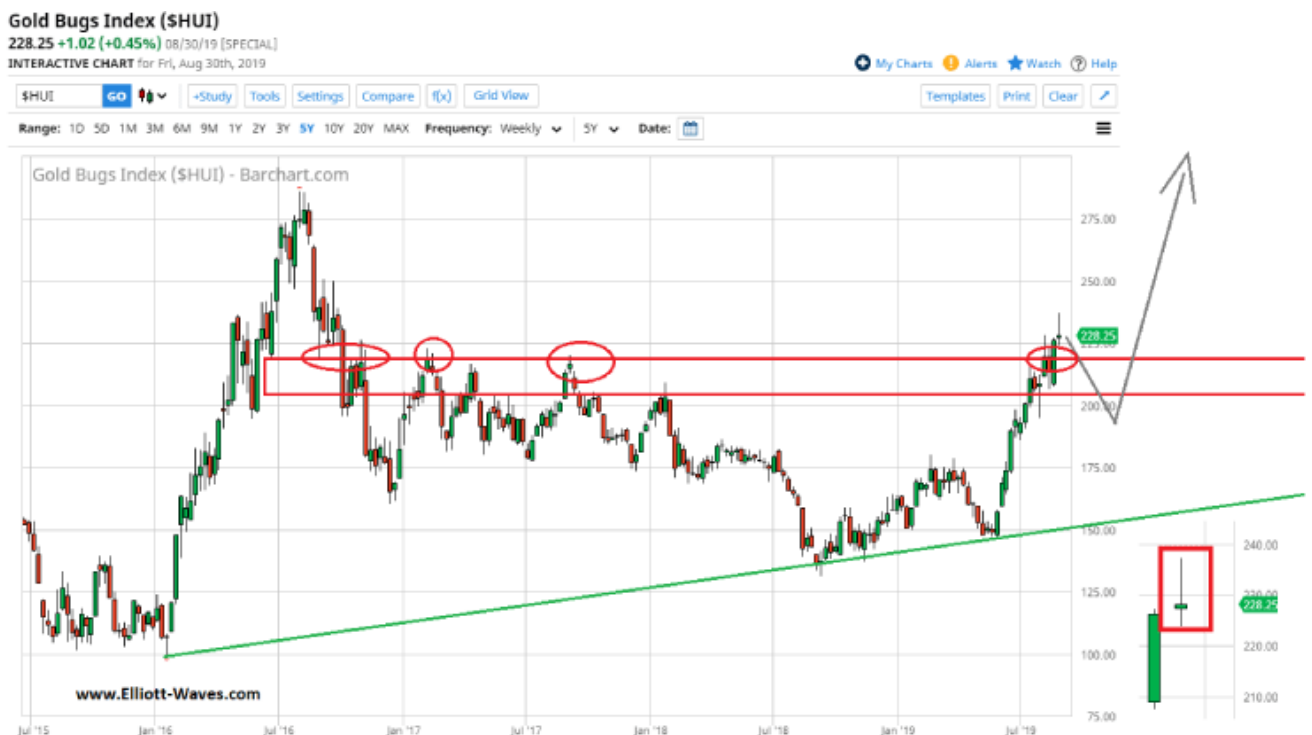 Gold Bugs Index ($HUI)
228.25 +1.02 (+0.45%) 08/30/19 [SPECIAL]
INTERACTIVE CHART for Fri, Aug 30th, 2019
My Charts Alerts Watch Help
$HUI GO +Study Tools Settings Compare f(x) Grid View Templates Print Clear
Range: 1D 5D 1M 3M 6M 9M 1Y 2Y 3Y 5Y 10Y 20Y MAX Frequency: Weekly 5Y Date:
Gold Bugs Index ($HUI) - Barchart.com
275.00
250.00
228.25
225.00
200.00
175.00
150.00
125.00
100.00
75.00
240.00
230.00
228.25
220.00
210.00
www.Elliott-Waves.com
Jul '15 Jan '16 Jul '16 Jan '17 Jul '17 Jan '18 Jul '18 Jan '19 Jul '19